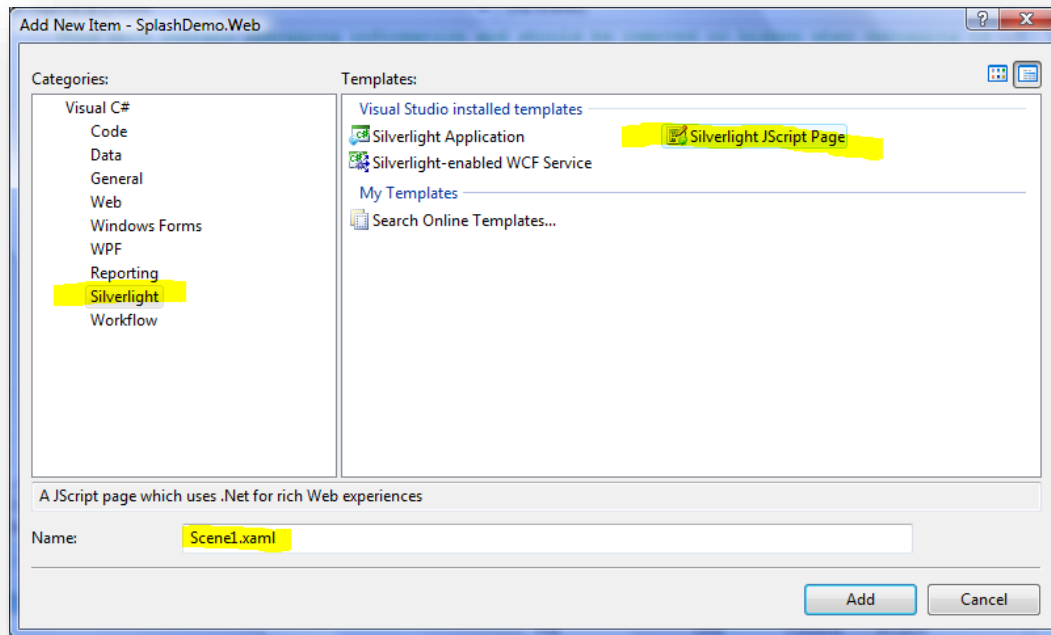 Add New Item - SplashDemo.Web
Categories:
Templates:
Visual C#
Code
Data
General
Web
Windows Forms
WPF
Reporting
Silverlight
Workflow
Visual Studio installed templates
Silverlight Application
Silverlight JScript Page
Silverlight-enabled WCF Service
My Templates
Search Online Templates...
A JScript page which uses .Net for rich Web experiences
Name:
Scene1.xaml
Add
Cancel